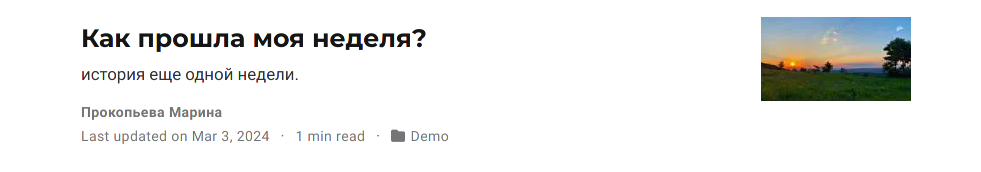 Как прошла моя неделя?
история еще одной недели.
Прокопьева Марина
Last updated on Mar 3, 2024 · 1 min read · Demo